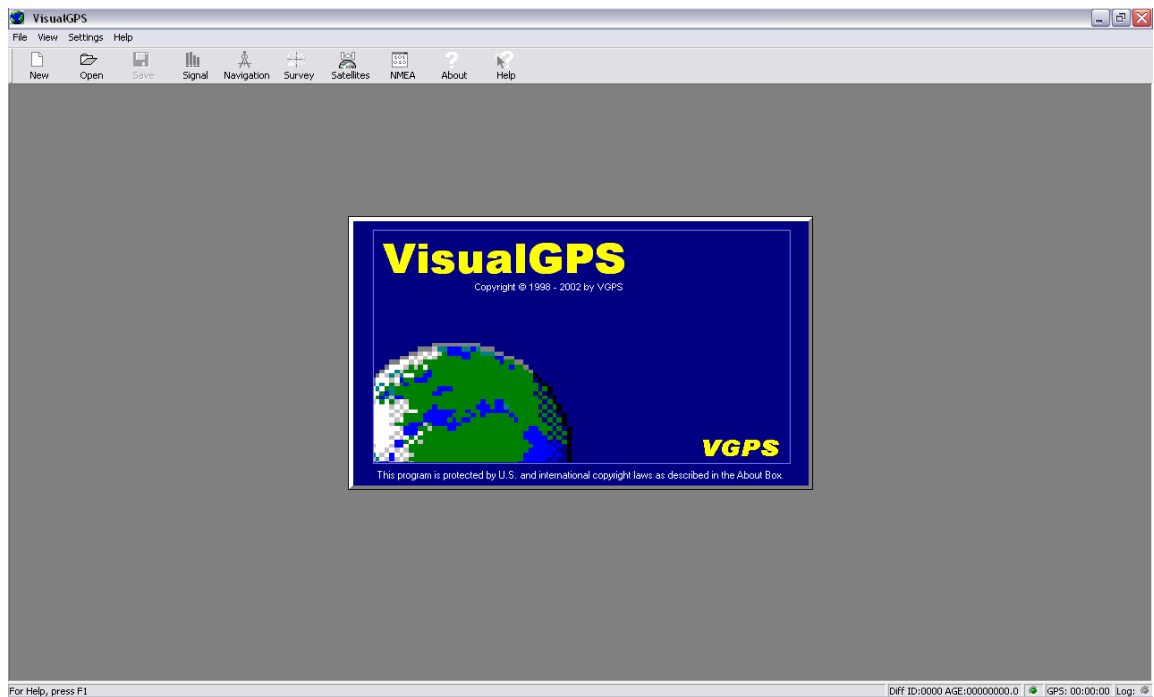 VisualGPS
File View Settings Help
New Open Save Signal Navigation Survey Satellites NMEA About Help
VisualGPS
Copyright © 1998 - 2002 by VGPS
VGPS
This program is protected by U.S. and international copyright laws as described in the About Box.
For Help, press F1 Diff ID:0000 AGE:00000000.0 GPS: 00:00:00 Log: